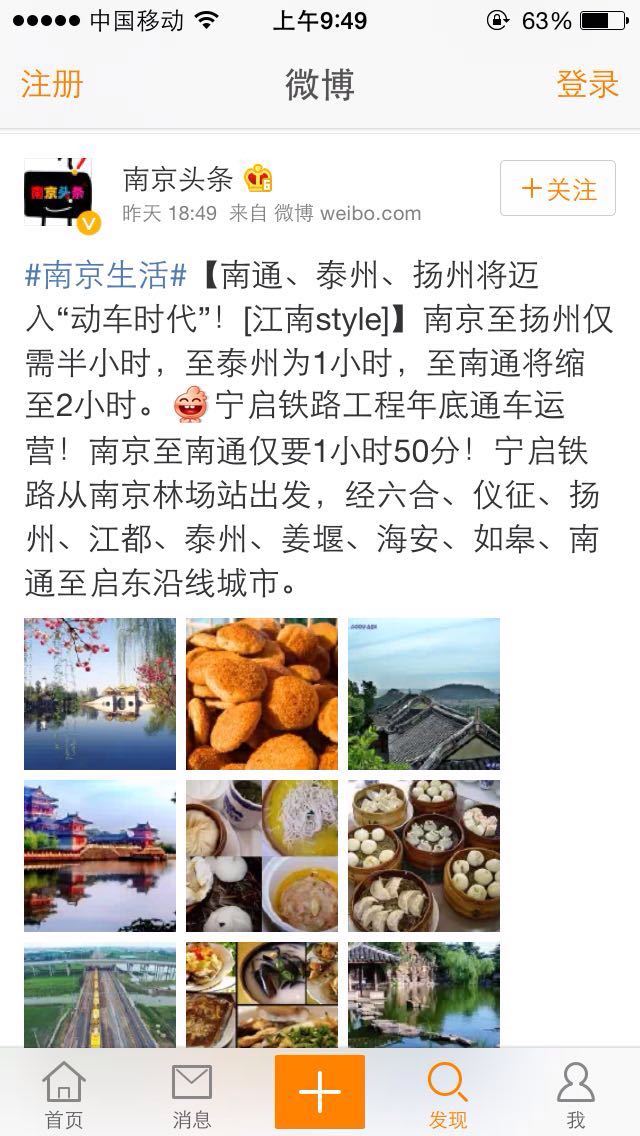 中国移动 上午9:49 63%
注册 微博 登录
南京头条
南京头条
昨天 18:49 来自 微博 weibo.com
+关注
#南京生活#【南通、泰州、扬州将迈
入“动车时代”！[江南style]】南京至扬州仅
需半小时，至泰州为1小时，至南通将缩
至2小时。宁启铁路工程年底通车运
营！南京至南通仅要1小时50分！宁启铁
路从南京林场站出发，经六合、仪征、扬
州、江都、泰州、姜堰、海安、如皋、南
通至启东沿线城市。
首页 消息 发现 我